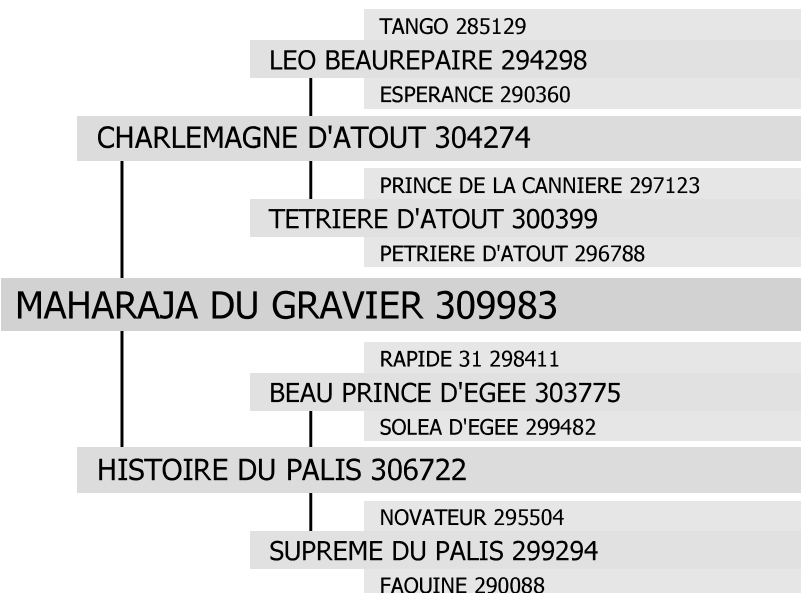 TANGO 285129
LEO BEAUREPAIRE 294298
ESPERANCE 290360
CHARLEMAGNE D'ATOUT 304274
PRINCE DE LA CANNIERE 297123
TETRIERE D'ATOUT 300399
PETRIERE D'ATOUT 296788
MAHARAJA DU GRAVIER 309983
RAPIDE 31 298411
BEAU PRINCE D'EGEE 303775
SOLEA D'EGEE 299482
HISTOIRE DU PALIS 306722
NOVATEUR 295504
SUPREME DU PALIS 299294
FAQUINE 290088